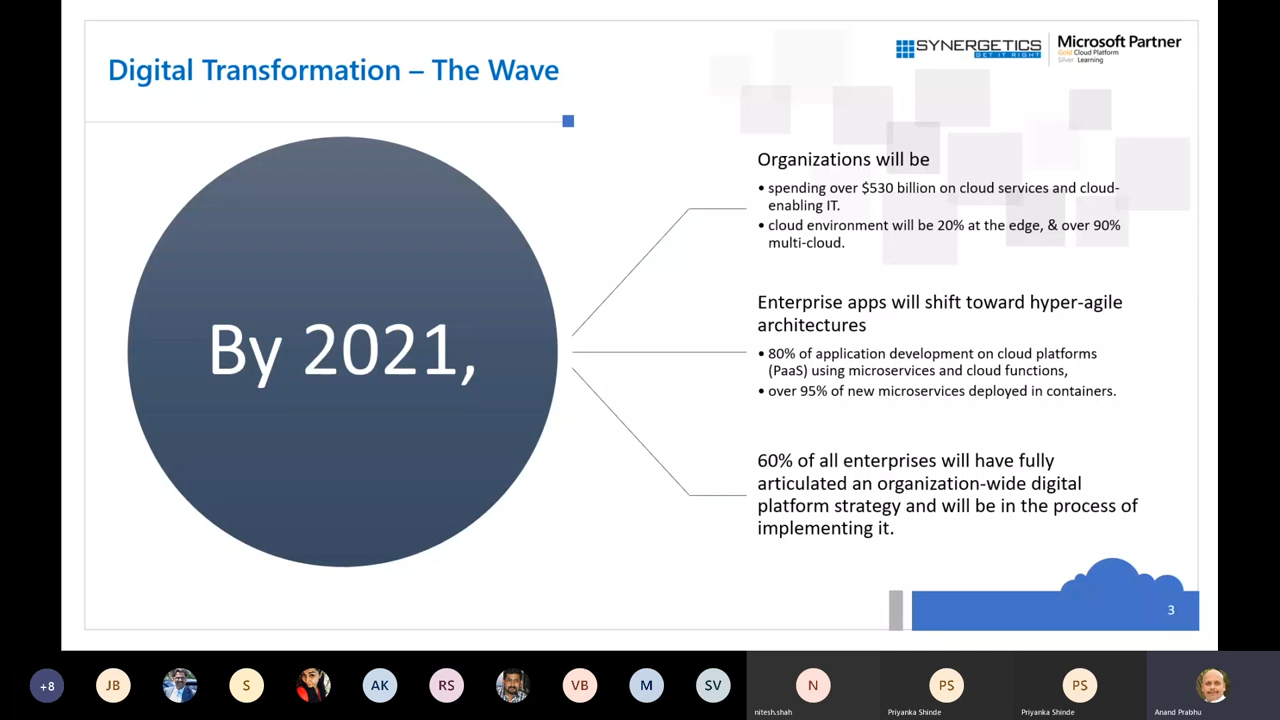 Digital Transformation – The Wave
SYNERGETICS
GET IT RIGHT
Microsoft Partner
Gold Cloud Platform
Silver Learning
By 2021,
Organizations will be
• spending over $530 billion on cloud services and cloud-
enabling IT.
• cloud environment will be 20% at the edge, & over 90%
multi-cloud.
Enterprise apps will shift toward hyper-agile
architectures
• 80% of application development on cloud platforms
(PaaS) using microservices and cloud functions,
• over 95% of new microservices deployed in containers.
60% of all enterprises will have fully
articulated an organization-wide digital
platform strategy and will be in the process of
implementing it.
3
+8
JB
S
AK
RS
VB
M
SV
N
nitesh.shah
PS
Priyanka Shinde
PS
Priyanka Shinde
Anand Prabhu